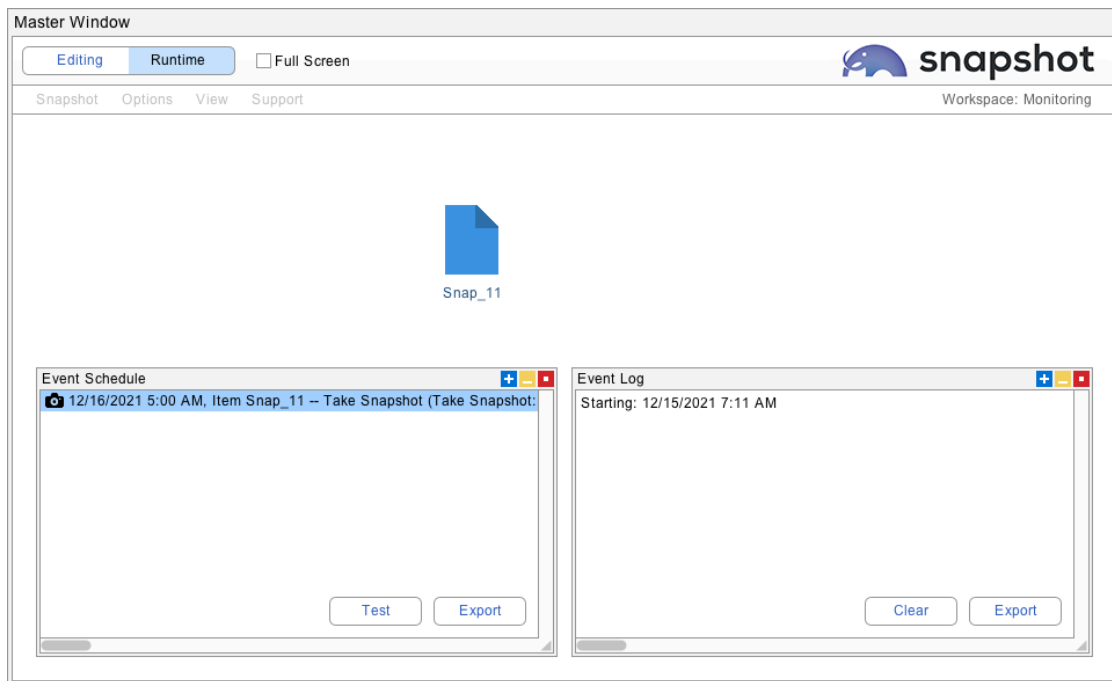 Master Window
Editing Runtime Full Screen snapshot
Snapshot Options View Support Workspace: Monitoring
Snap_11
Event Schedule
12/16/2021 5:00 AM, Item Snap_11 -- Take Snapshot (Take Snapshot:
Test Export
Event Log
Starting: 12/15/2021 7:11 AM
Clear Export